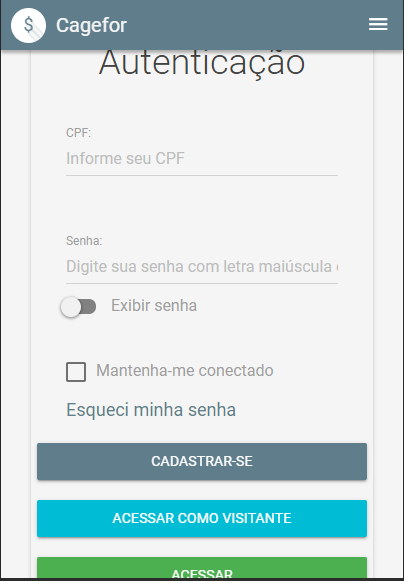 $ Cagefor
Autenticação
CPF:
Informe seu CPF
Senha:
Digite sua senha com letra maiúscula
Exibir senha
Mantenha-me conectado
Esqueci minha senha
CADASTRAR-SE
ACESSAR COMO VISITANTE
ACESSAR